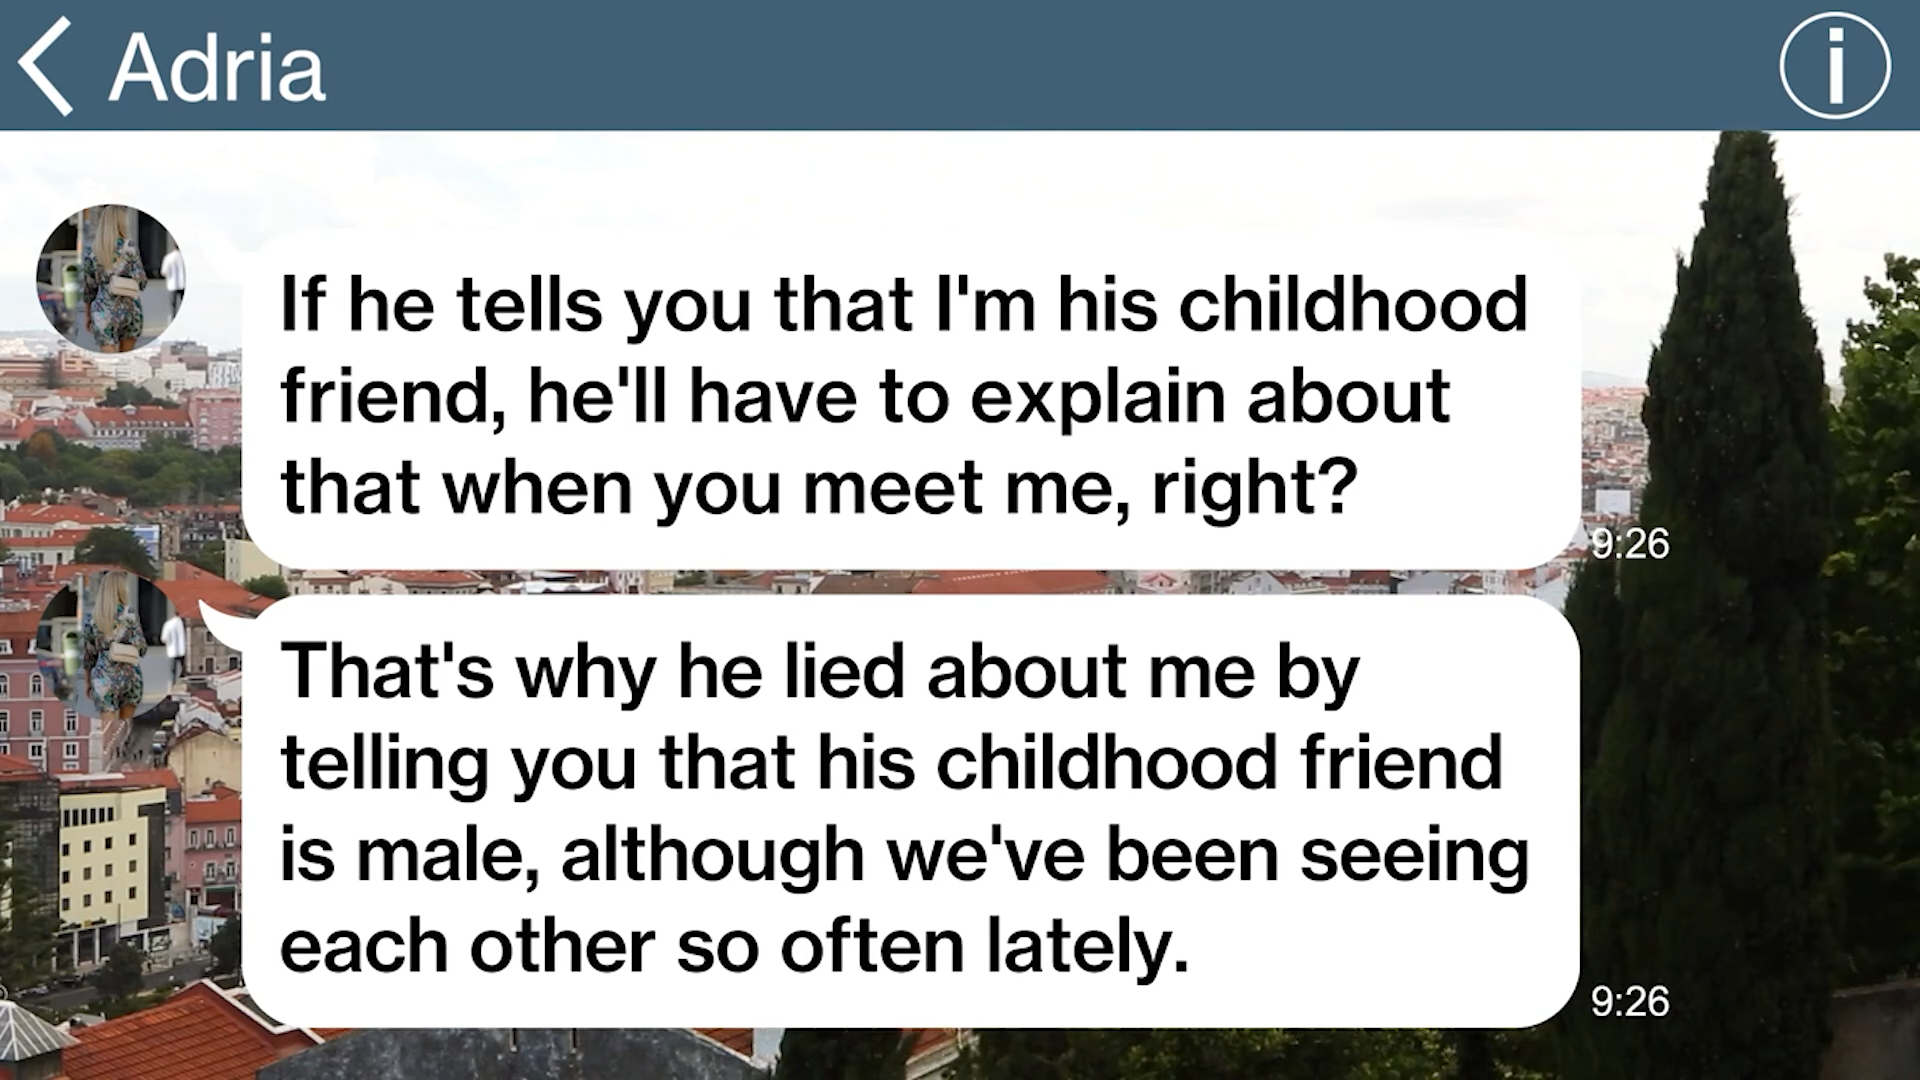 Adria
If he tells you that I'm his childhood
friend, he'll have to explain about
that when you meet me, right?
9:26
That's why he lied about me by
telling you that his childhood friend
is male, although we've been seeing
each other so often lately.
9:26